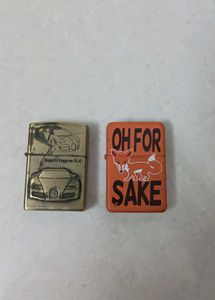 Bugatti Veyron 16.4
OH FOR
SAKE